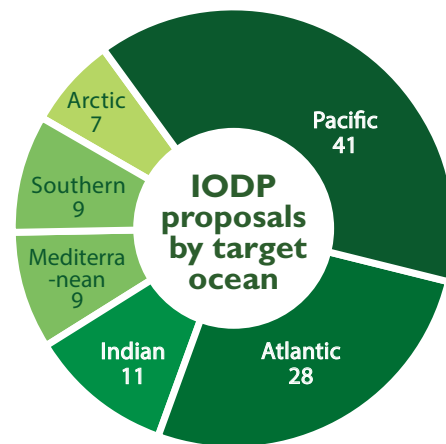 IODP
proposals
by target
ocean
Pacific
41
Atlantic
28
Indian
11
Mediterra
-nean
9
Southern
9
Arctic
7